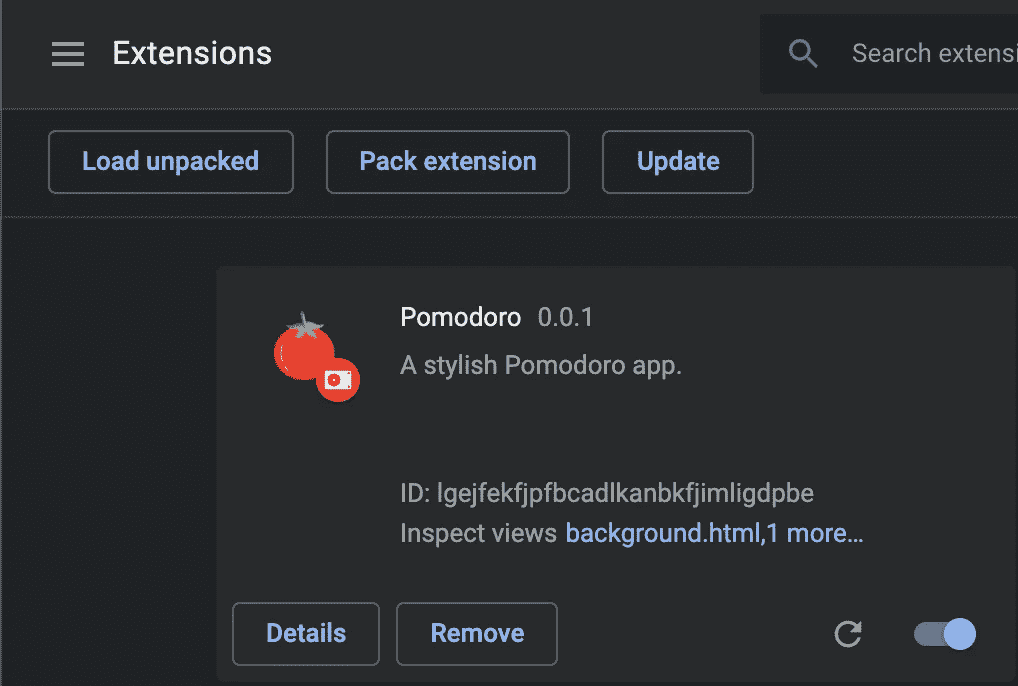 Extensions
Search extensi
Load unpacked
Pack extension
Update
Pomodoro 0.0.1
A stylish Pomodoro app.
ID: lgejfekfjpfbcadlkanbkfjimligdpbe
Inspect views background.html,1 more...
Details
Remove